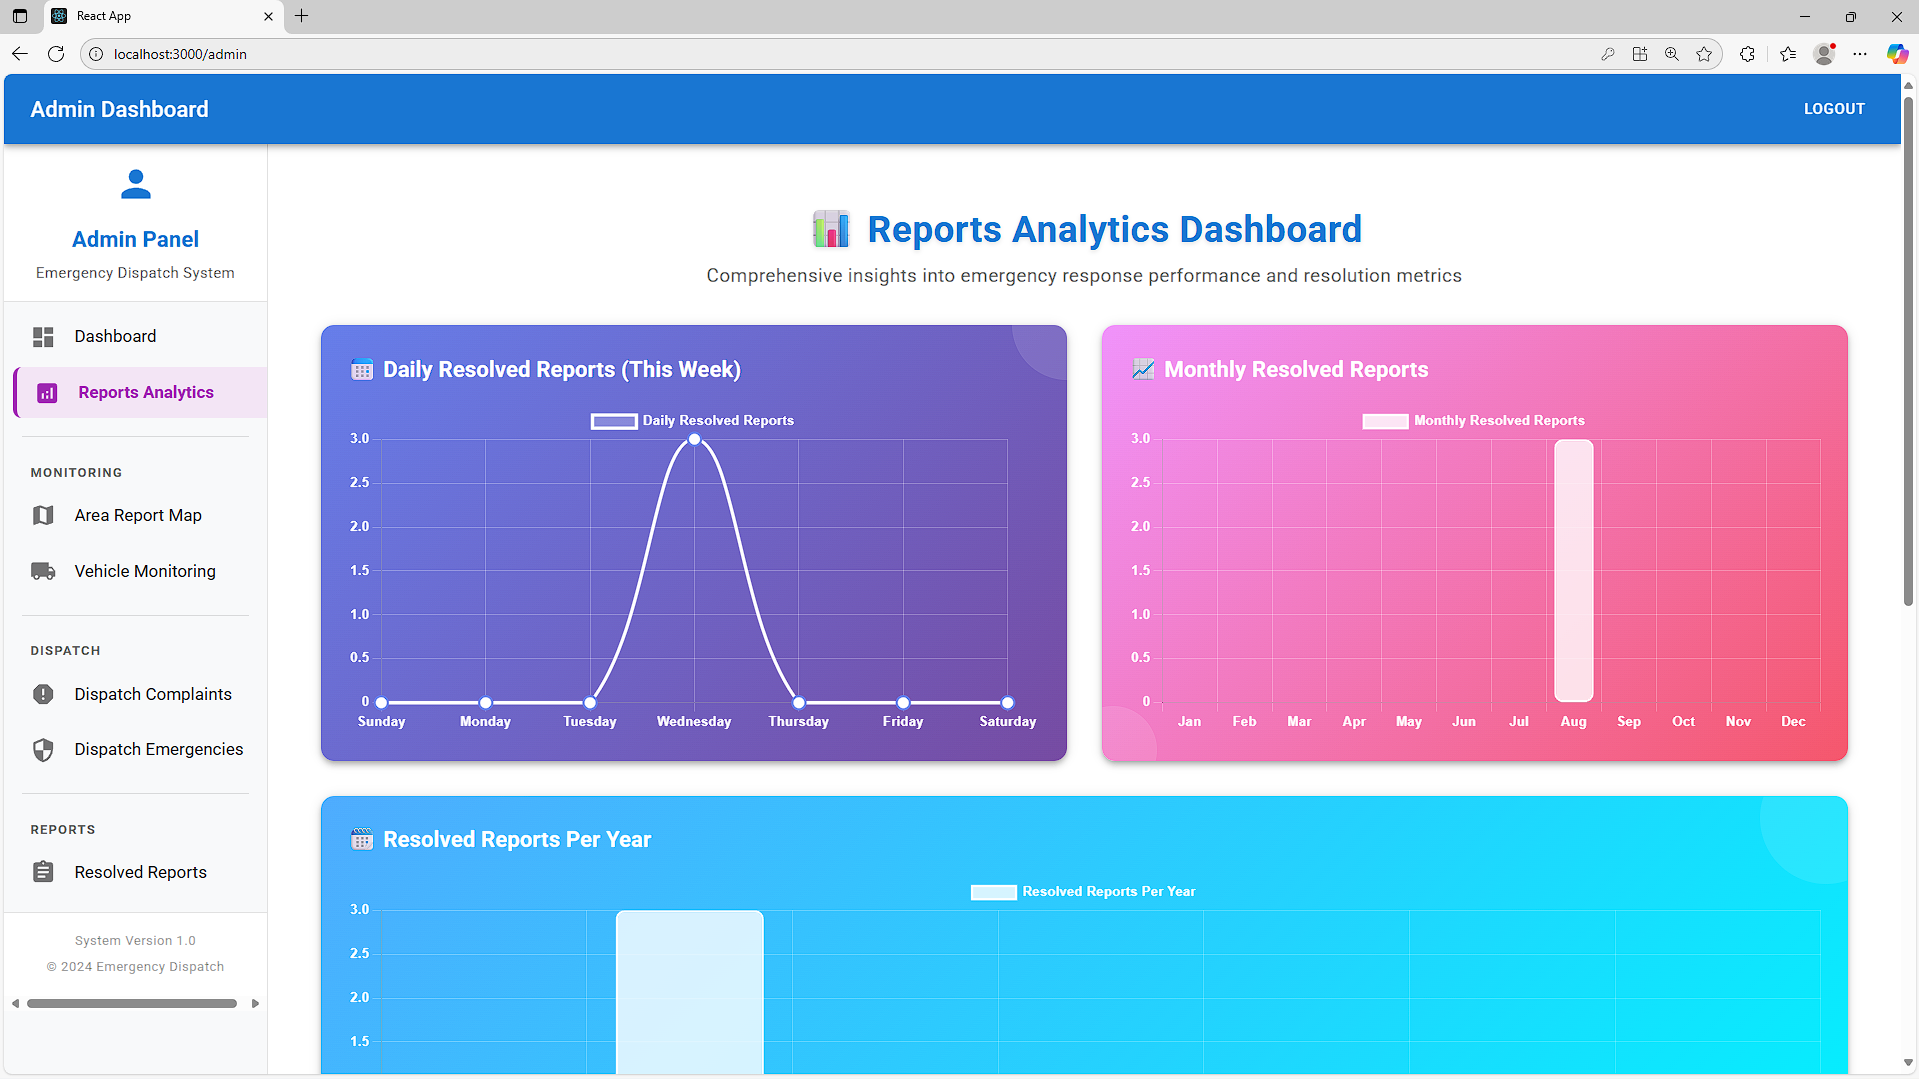 React App
localhost:3000/admin
Admin Dashboard
LOGOUT
Admin Panel
Emergency Dispatch System
Dashboard
Reports Analytics
MONITORING
Area Report Map
Vehicle Monitoring
DISPATCH
Dispatch Complaints
Dispatch Emergencies
REPORTS
Resolved Reports
System Version 1.0
© 2024 Emergency Dispatch
Reports Analytics Dashboard
Comprehensive insights into emergency response performance and resolution metrics
Daily Resolved Reports (This Week)
Daily Resolved Reports
3.0
2.5
2.0
1.5
1.0
0.5
0
Sunday Monday Tuesday Wednesday Thursday Friday Saturday
Monthly Resolved Reports
Monthly Resolved Reports
3.0
2.5
2.0
1.5
1.0
0.5
0
Jan Feb Mar Apr May Jun Jul Aug Sep Oct Nov Dec
Resolved Reports Per Year
Resolved Reports Per Year
3.0
2.5
2.0
1.5